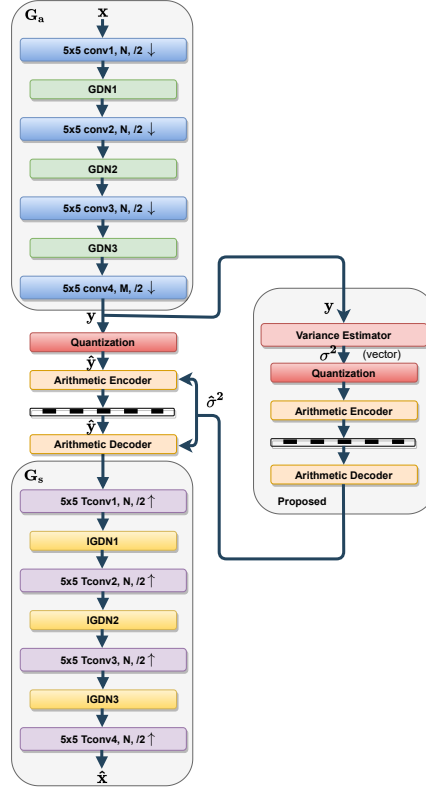 G_a
x
5x5 conv1, N, /2 ↓
GDN1
5x5 conv2, N, /2 ↓
GDN2
5x5 conv3, N, /2 ↓
GDN3
5x5 conv4, M, /2 ↓
y
Quantization
ŷ
Arithmetic Encoder
ŷ
Arithmetic Decoder
σ̂²
y
Variance Estimator
σ² (vector)
Quantization
Arithmetic Encoder
Arithmetic Decoder
Proposed
G_s
5x5 Tconv1, N, /2 ↑
IGDN1
5x5 Tconv2, N, /2 ↑
IGDN2
5x5 Tconv3, N, /2 ↑
IGDN3
5x5 Tconv4, N, /2 ↑
x̂